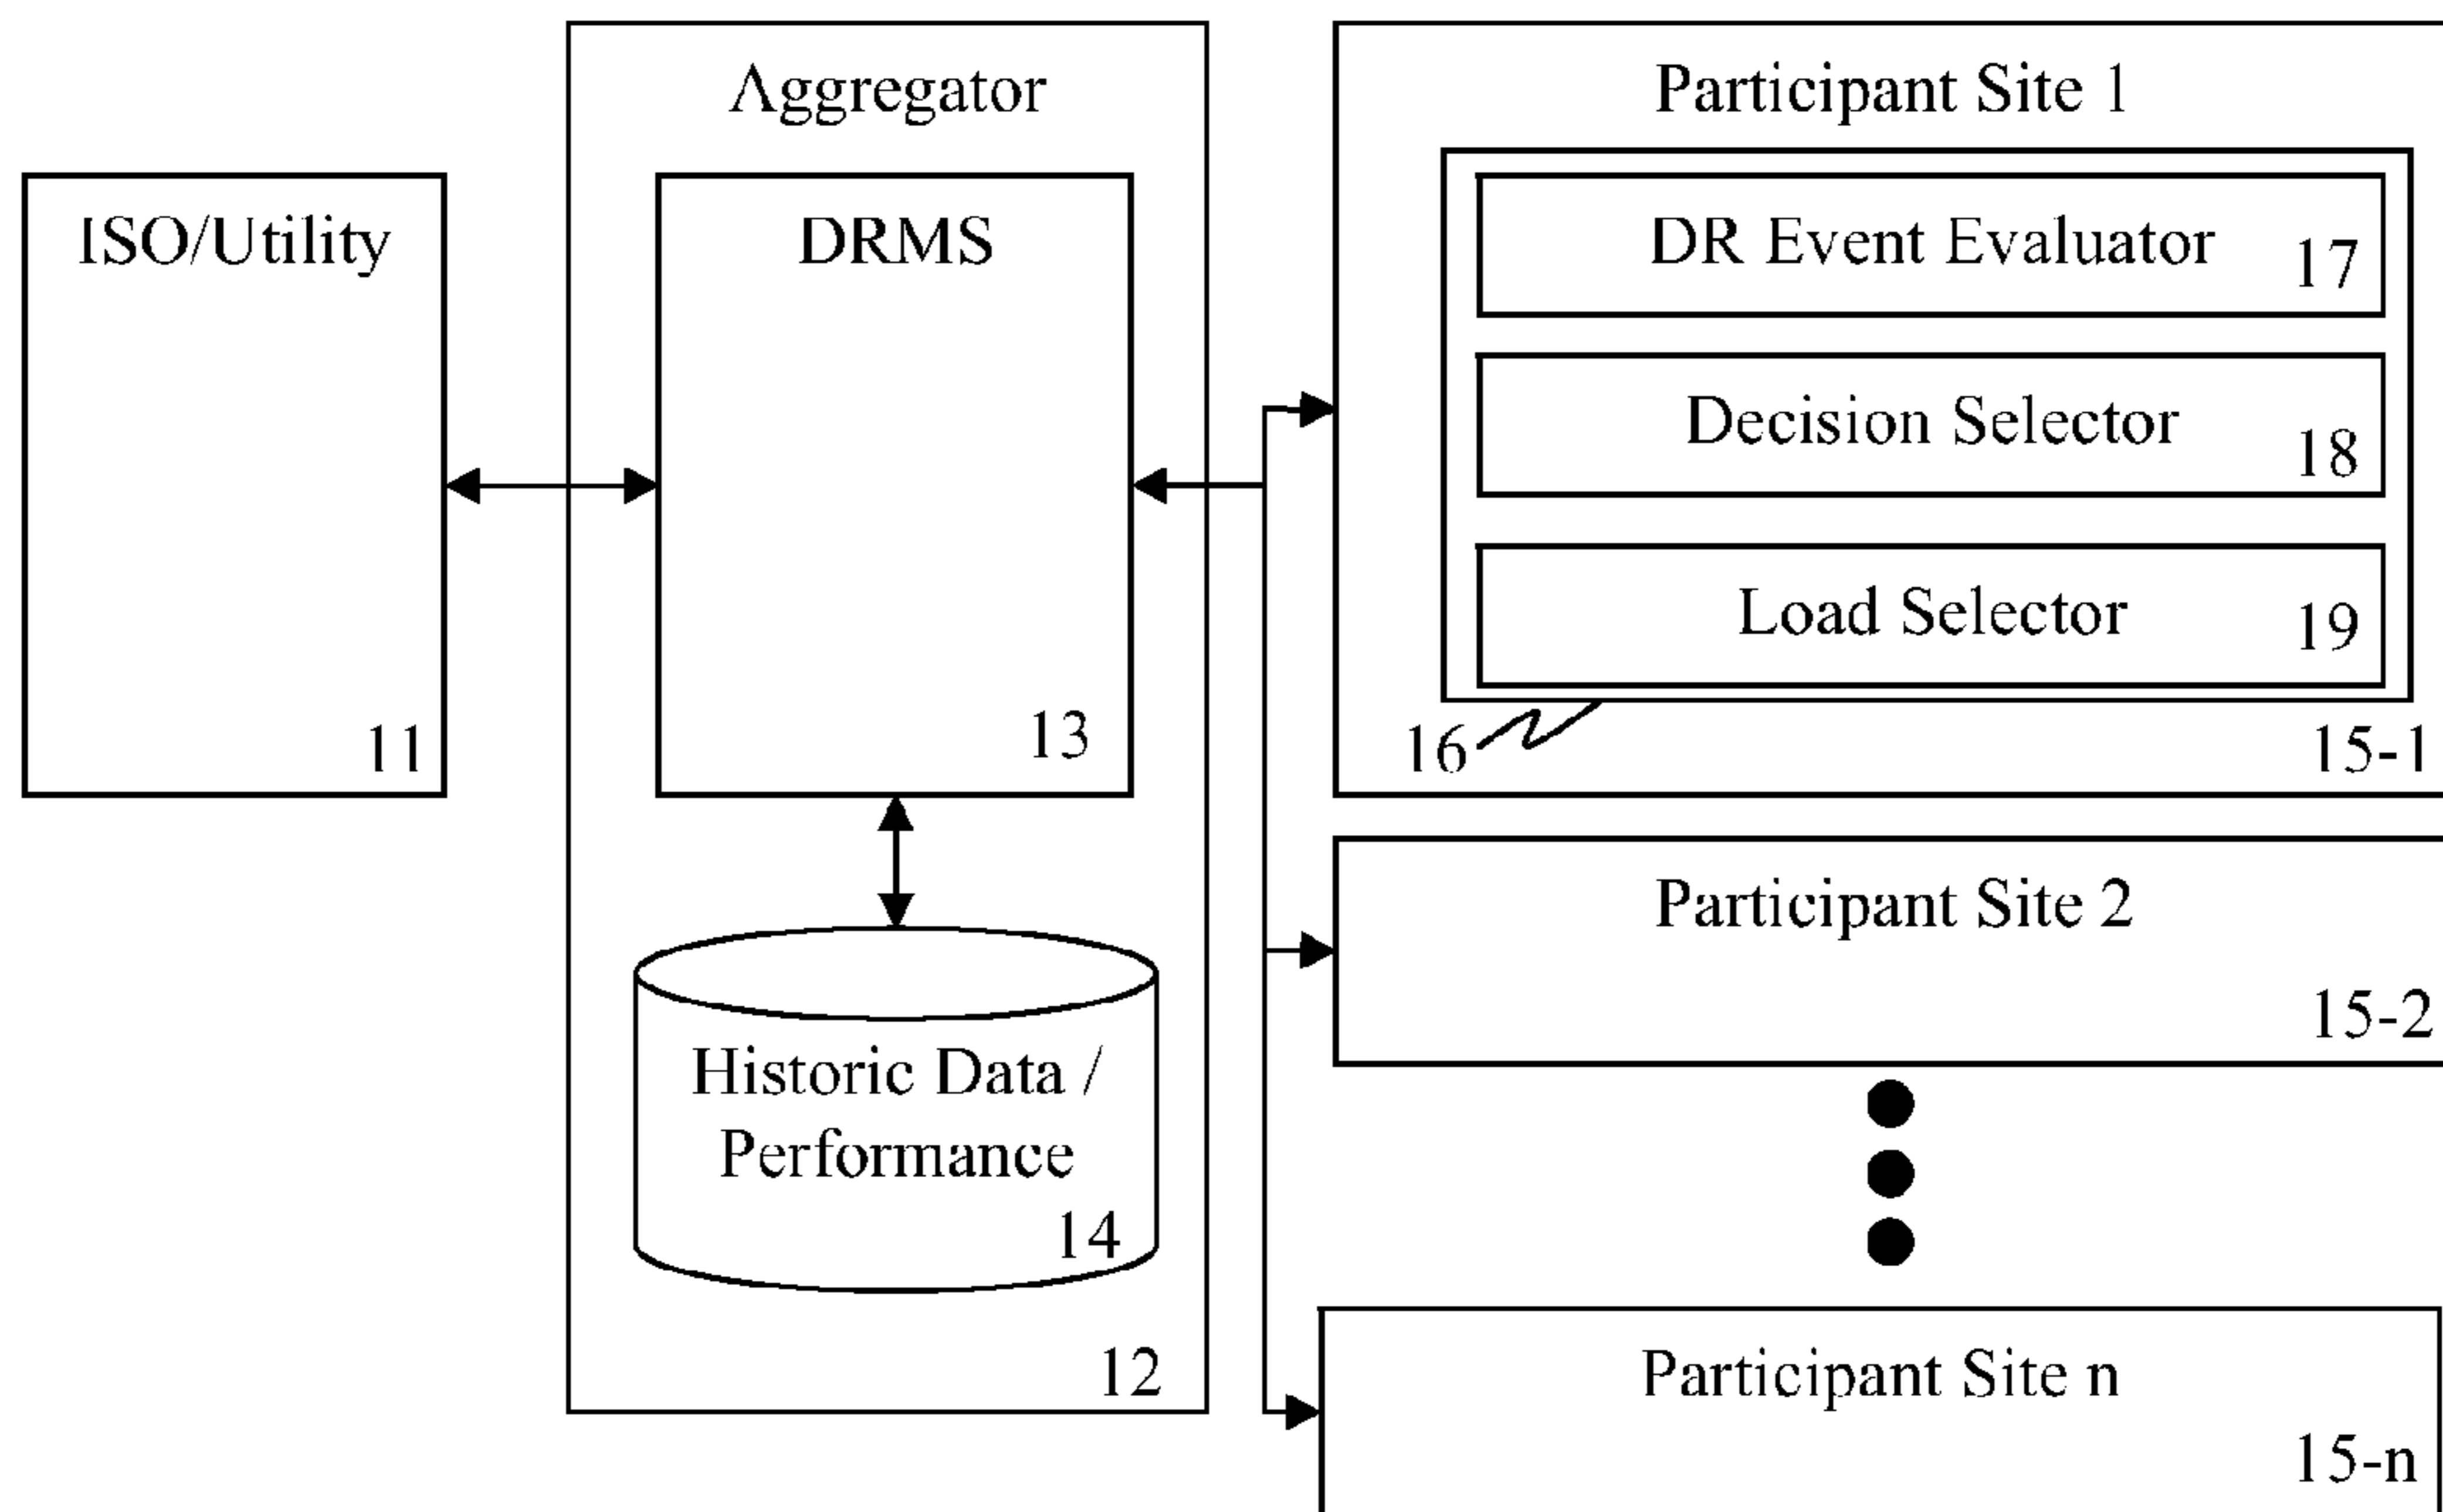 ISO/Utility
11
Aggregator
DRMS
13
Historic Data /
Performance
14
12
Participant Site 1
DR Event Evaluator
17
Decision Selector
18
Load Selector
19
16
15-1
Participant Site 2
15-2
Participant Site n
15-n